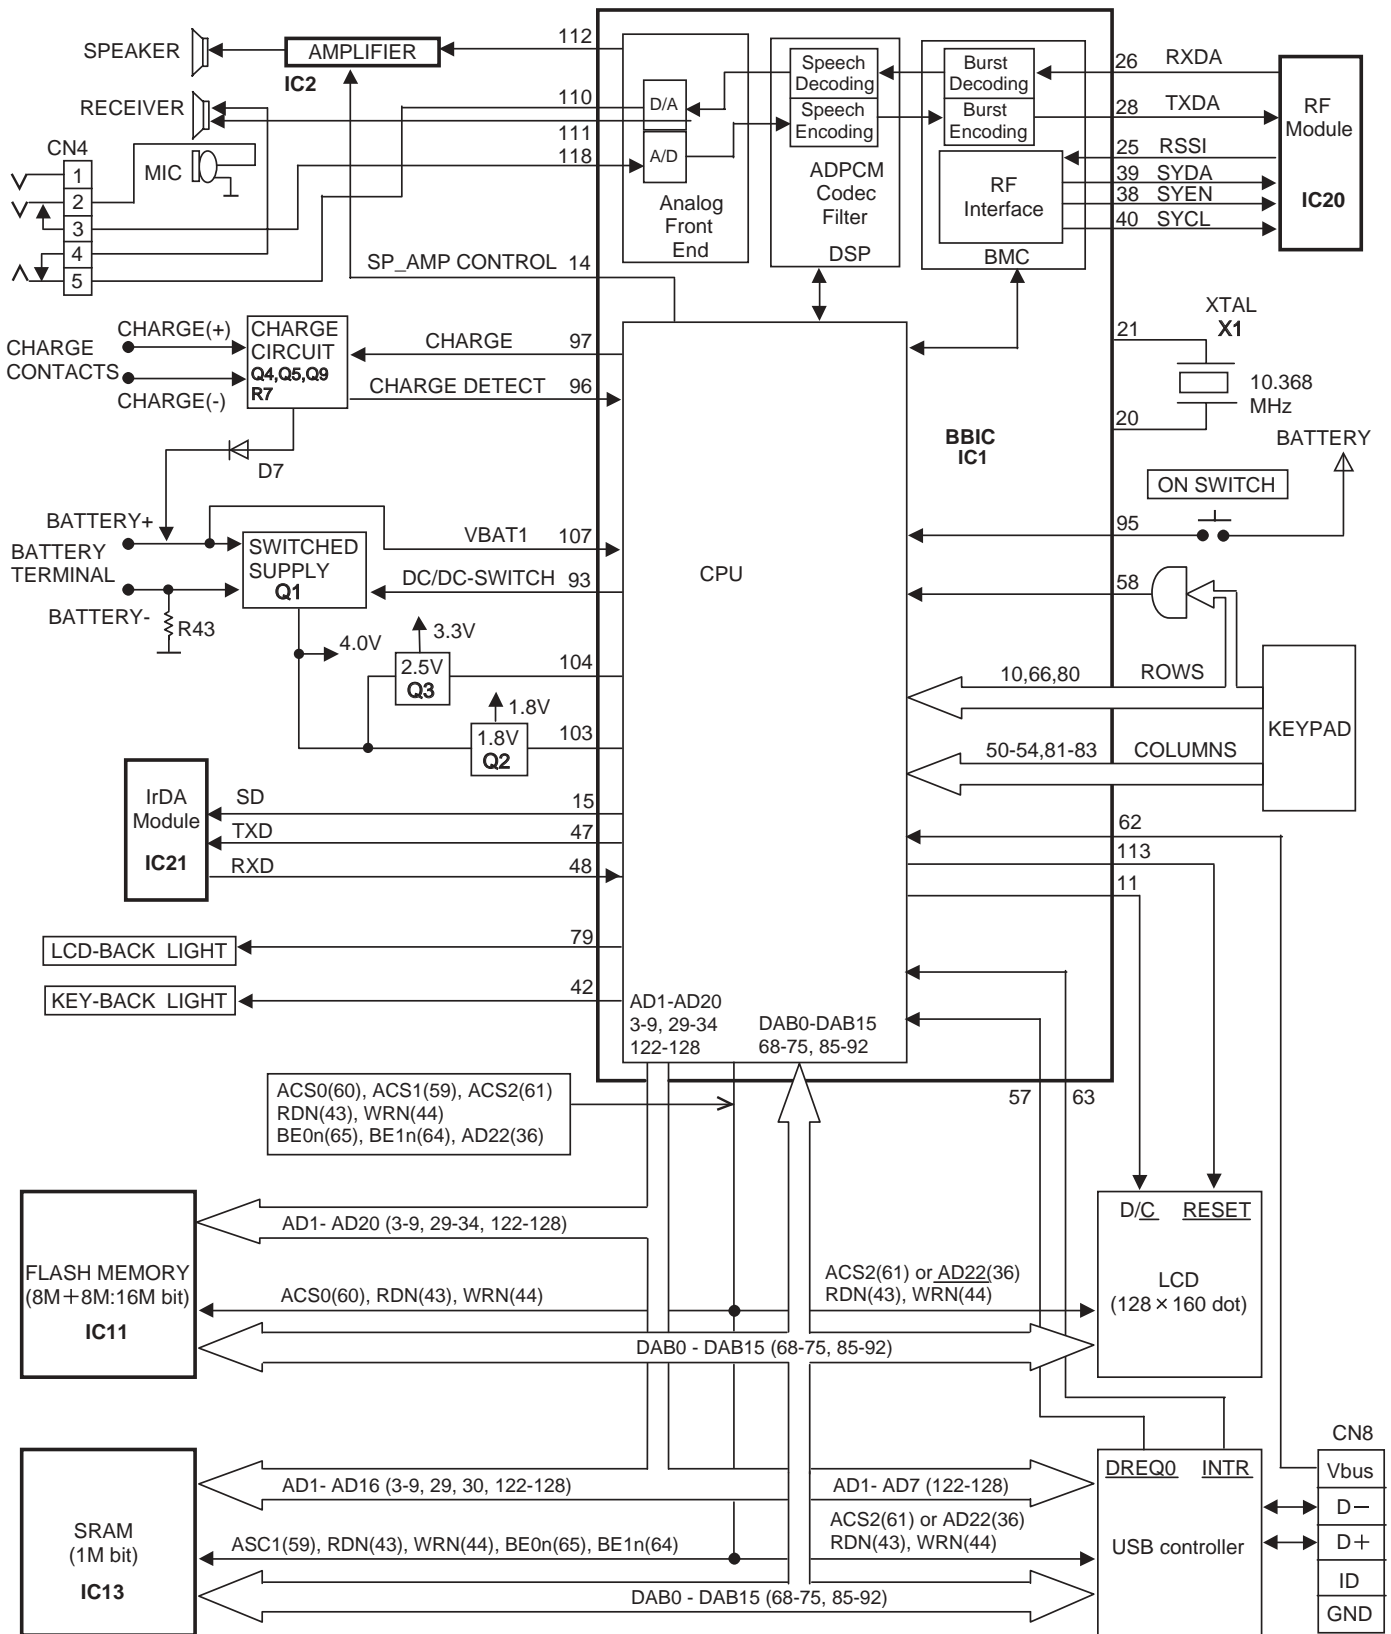 SPEAKER
AMPLIFIER
IC2
112
RECEIVER
110
111
118
CN4
1
2
3
4
5
MIC
D/A
A/D
Analog
Front
End
Speech
Decoding
Speech
Encoding
ADPCM
Codec
Filter
DSP
Burst
Decoding
Burst
Encoding
RF
Interface
BMC
26 RXDA
28 TXDA
25 RSSI
39 SYDA
38 SYEN
40 SYCL
RF
Module
IC20
SP_AMP CONTROL 14
CHARGE
CONTACTS
CHARGE(+)
CHARGE(-)
CHARGE
CIRCUIT
Q4,Q5,Q9
R7
CHARGE 97
CHARGE DETECT 96
D7
XTAL
X1
21
20
10.368
MHz
BBIC
IC1
BATTERY
ON SWITCH
95
BATTERY+
BATTERY
TERMINAL
BATTERY-
R43
SWITCHED
SUPPLY
Q1
VBAT1 107
DC/DC-SWITCH 93
CPU
58
4.0V
3.3V
2.5V
Q3
104
1.8V
1.8V
Q2
103
10,66,80 ROWS
50-54,81-83 COLUMNS
KEYPAD
IrDA
Module
IC21
SD 15
TXD 47
RXD 48
62
113
11
LCD-BACK LIGHT
79
KEY-BACK LIGHT
42
AD1-AD20
3-9, 29-34
122-128
DAB0-DAB15
68-75, 85-92
57
63
ACS0(60), ACS1(59), ACS2(61)
RDN(43), WRN(44)
BE0n(65), BE1n(64), AD22(36)
FLASH MEMORY
(8M+8M:16M bit)
IC11
AD1- AD20 (3-9, 29-34, 122-128)
ACS0(60), RDN(43), WRN(44)
ACS2(61) or AD22(36)
RDN(43), WRN(44)
DAB0 - DAB15 (68-75, 85-92)
D/C RESET
LCD
(128×160 dot)
SRAM
(1M bit)
IC13
AD1- AD16 (3-9, 29, 30, 122-128)
AD1- AD7 (122-128)
ASC1(59), RDN(43), WRN(44), BE0n(65), BE1n(64)
ACS2(61) or AD22(36)
RDN(43), WRN(44)
DAB0 - DAB15 (68-75, 85-92)
DREQ0 INTR
USB controller
CN8
Vbus
D−
D+
ID
GND